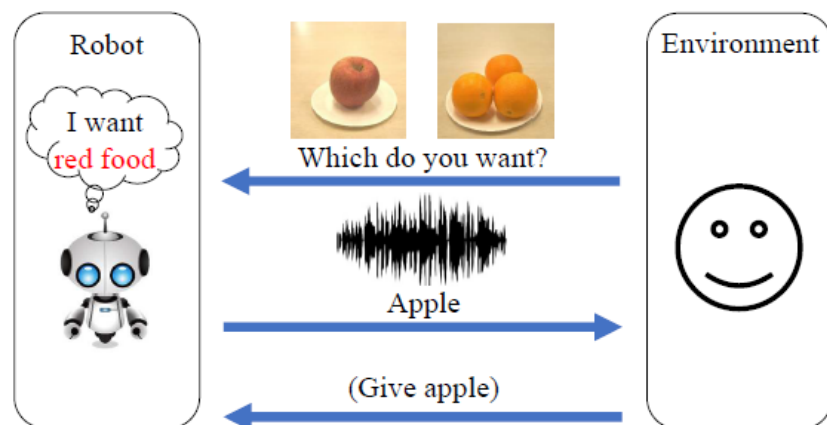 Robot
Environment
I want
red food
Which do you want?
Apple
(Give apple)